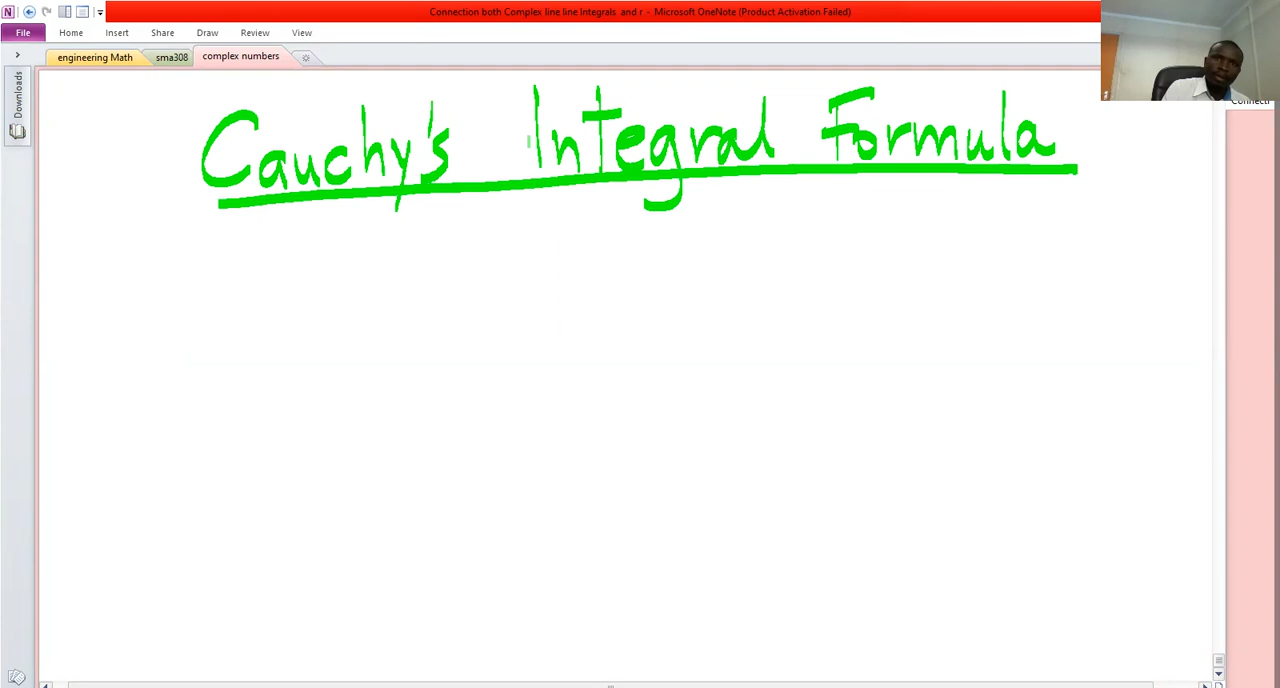 Connection both Complex line line Integrals and r - Microsoft OneNote (Product Activation Failed)
File Home Insert Share Draw Review View
engineering Math sma308 complex numbers
Downloads
Connecti
Cauchy's Integral Formula